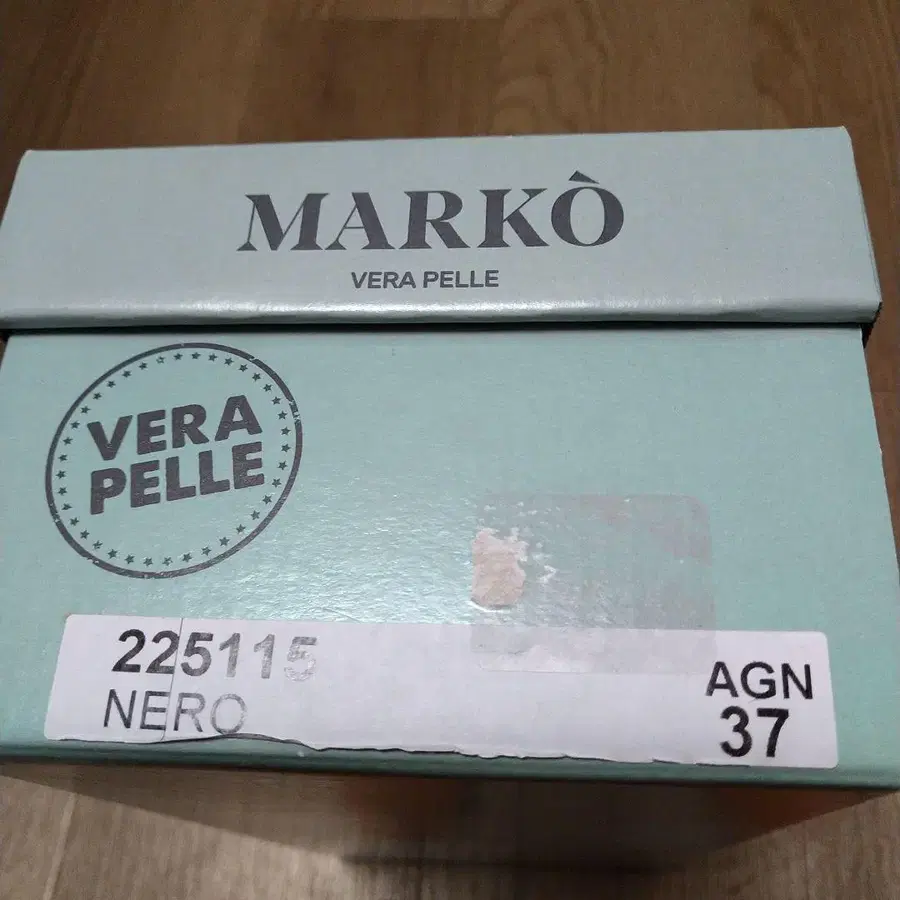 MARKÒ
VERA PELLE
VERA
PELLE
225115
NERO
AGN
37